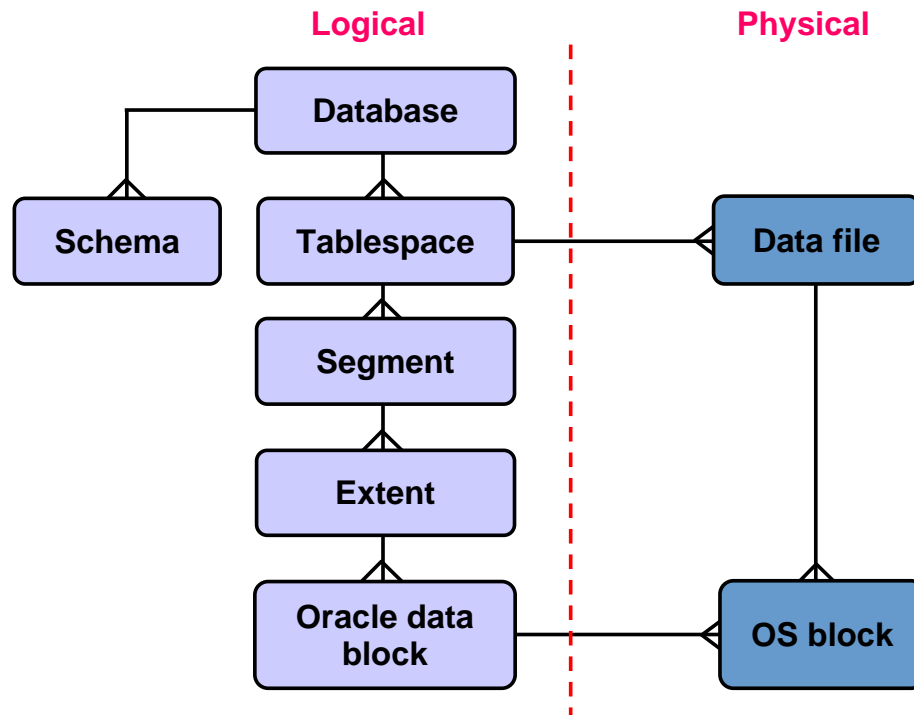 Logical
Physical
Database
Schema
Tablespace
Data file
Segment
Extent
Oracle data
block
OS block